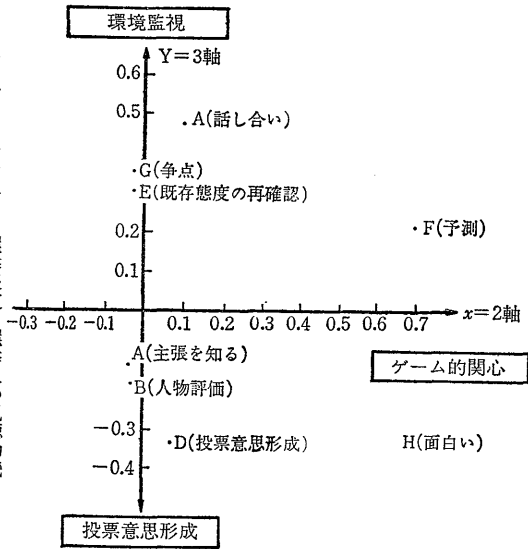 環境監視
Y=3軸
0.6
0.5
・A(話し合い)
・G(争点)
・E(既存態度の再確認)
0.2
・F(予測)
0.1
-0.3 -0.2 -0.1 0.1 0.2 0.3 0.4 0.5 0.6 0.7 x=2軸
A(主張を知る)
ゲーム的関心
・B(人物評価)
-0.3
・D(投票意思形成) H(面白い)
-0.4
投票意思形成